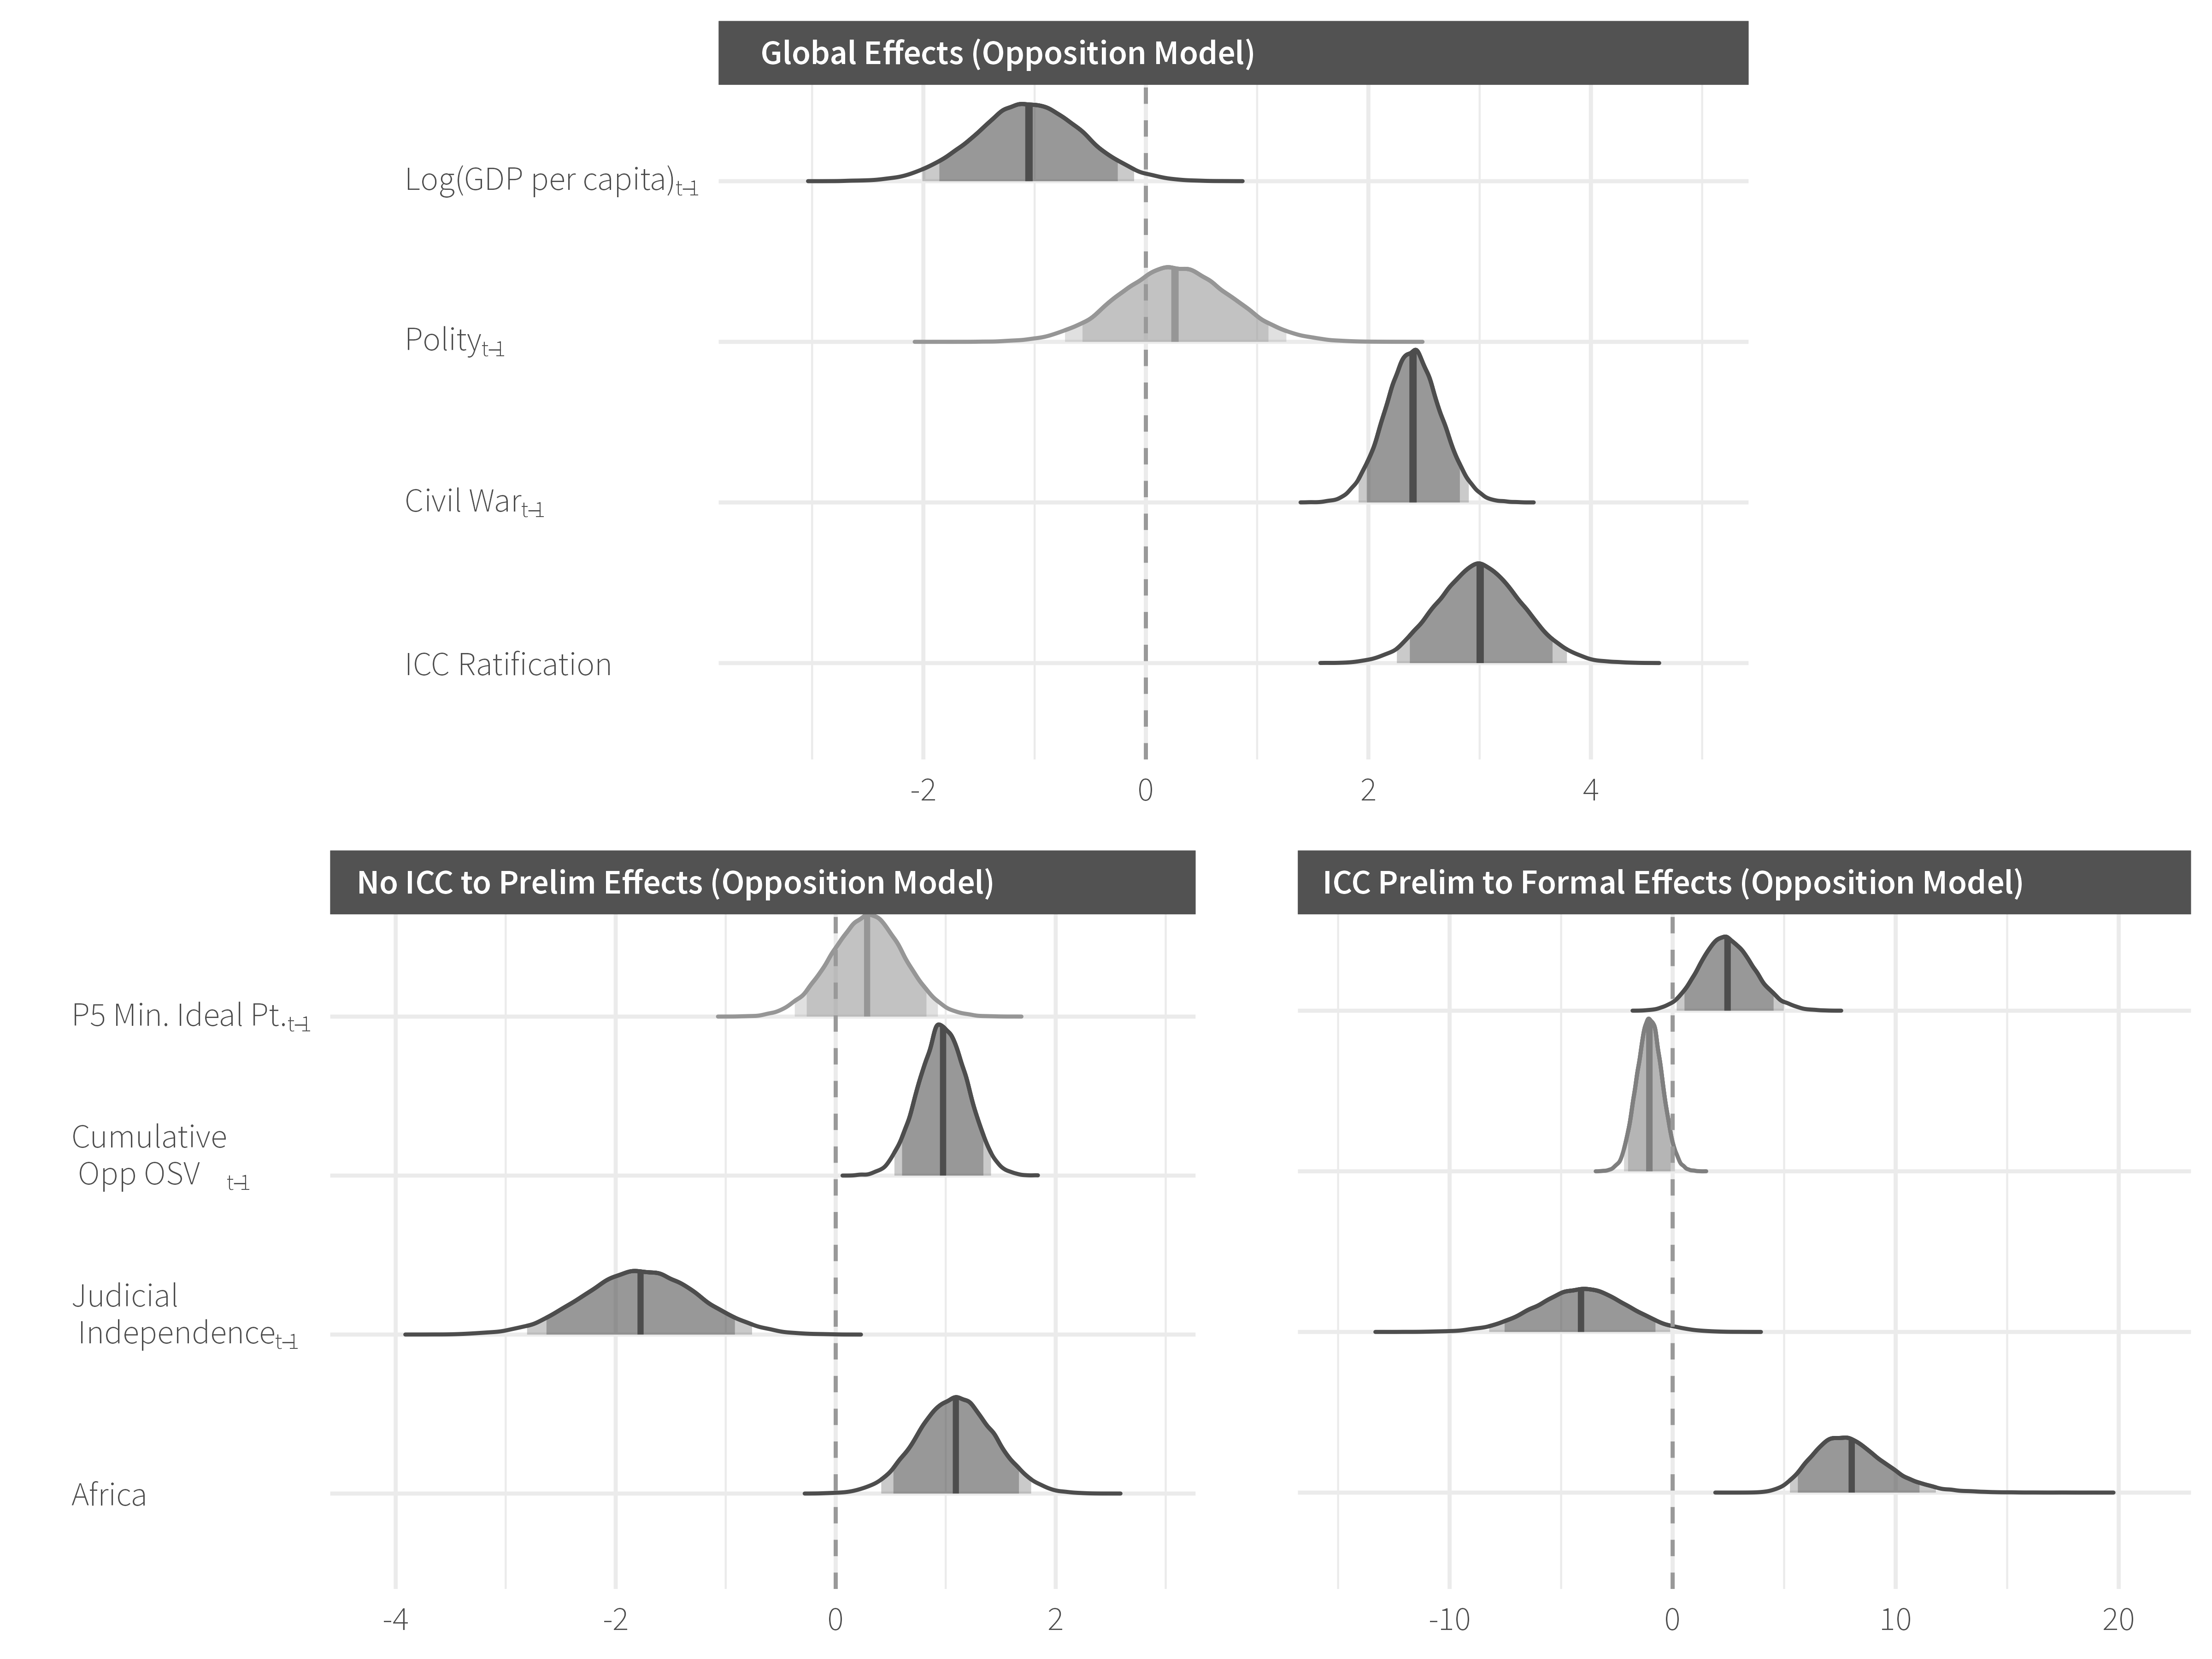 Global Effects (Opposition Model)
Log(GDP per capita)t-1
Polityt-1
Civil Wart-1
ICC Ratification
-2 0 2 4
No ICC to Prelim Effects (Opposition Model)
ICC Prelim to Formal Effects (Opposition Model)
P5 Min. Ideal Pt.t-1
Cumulative
Opp OSV t-1
Judicial
Independencet-1
Africa
-4 -2 0 2
-10 0 10 20